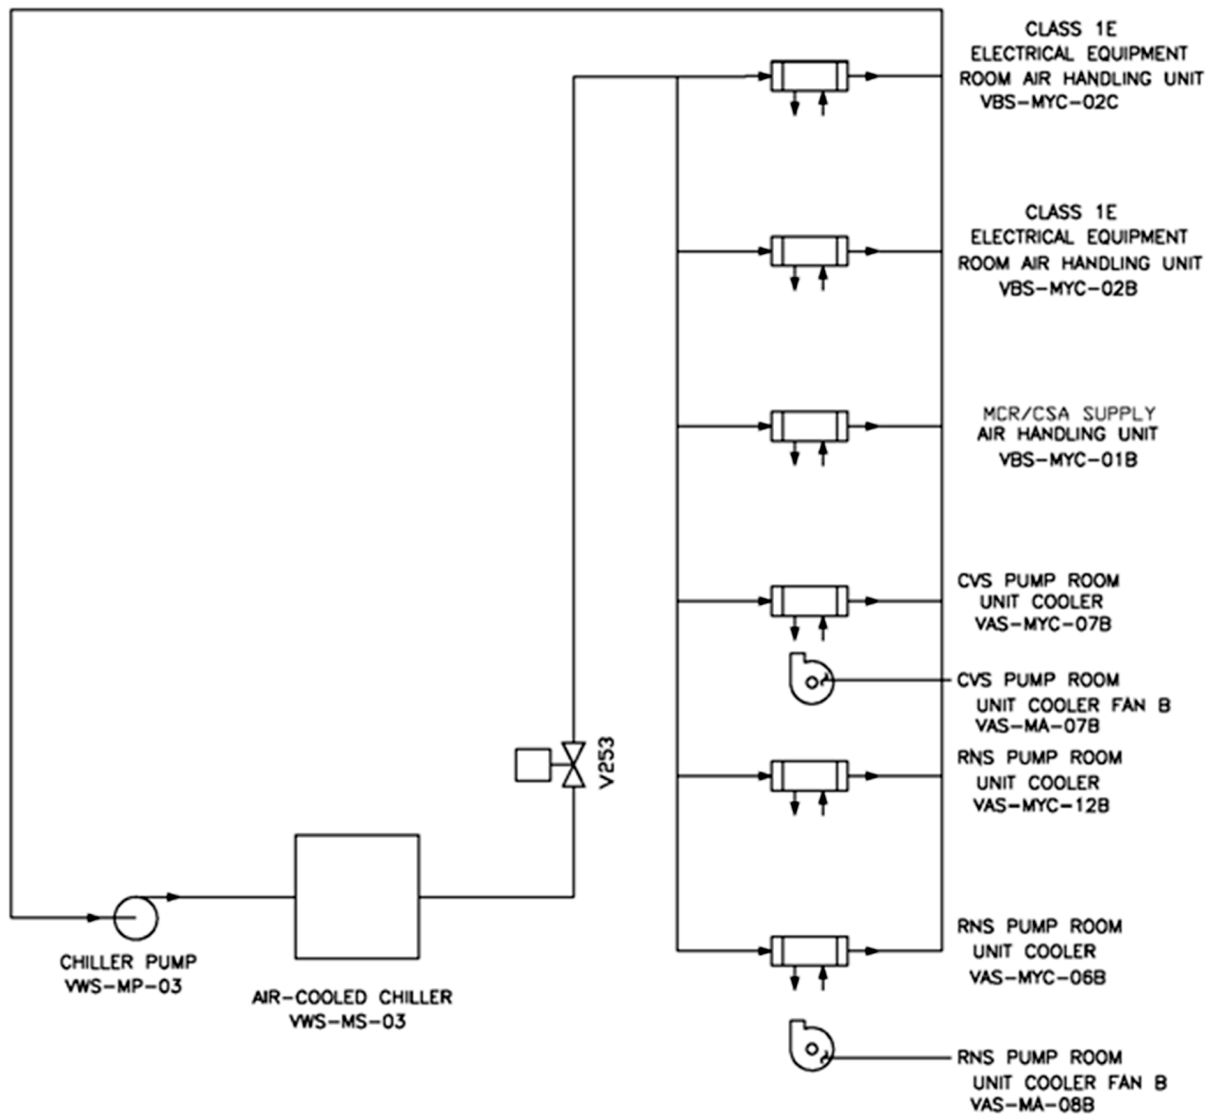 CLASS 1E
ELECTRICAL EQUIPMENT
ROOM AIR HANDLING UNIT
VBS-MYC-02C
CLASS 1E
ELECTRICAL EQUIPMENT
ROOM AIR HANDLING UNIT
VBS-MYC-02B
MCR/CSA SUPPLY
AIR HANDLING UNIT
VBS-MYC-01B
CVS PUMP ROOM
UNIT COOLER
VAS-MYC-07B
CVS PUMP ROOM
UNIT COOLER FAN B
VAS-MA-07B
V253
RNS PUMP ROOM
UNIT COOLER
VAS-MYC-12B
RNS PUMP ROOM
UNIT COOLER
VAS-MYC-06B
CHILLER PUMP
VWS-MP-03
AIR-COOLED CHILLER
VWS-MS-03
RNS PUMP ROOM
UNIT COOLER FAN B
VAS-MA-08B